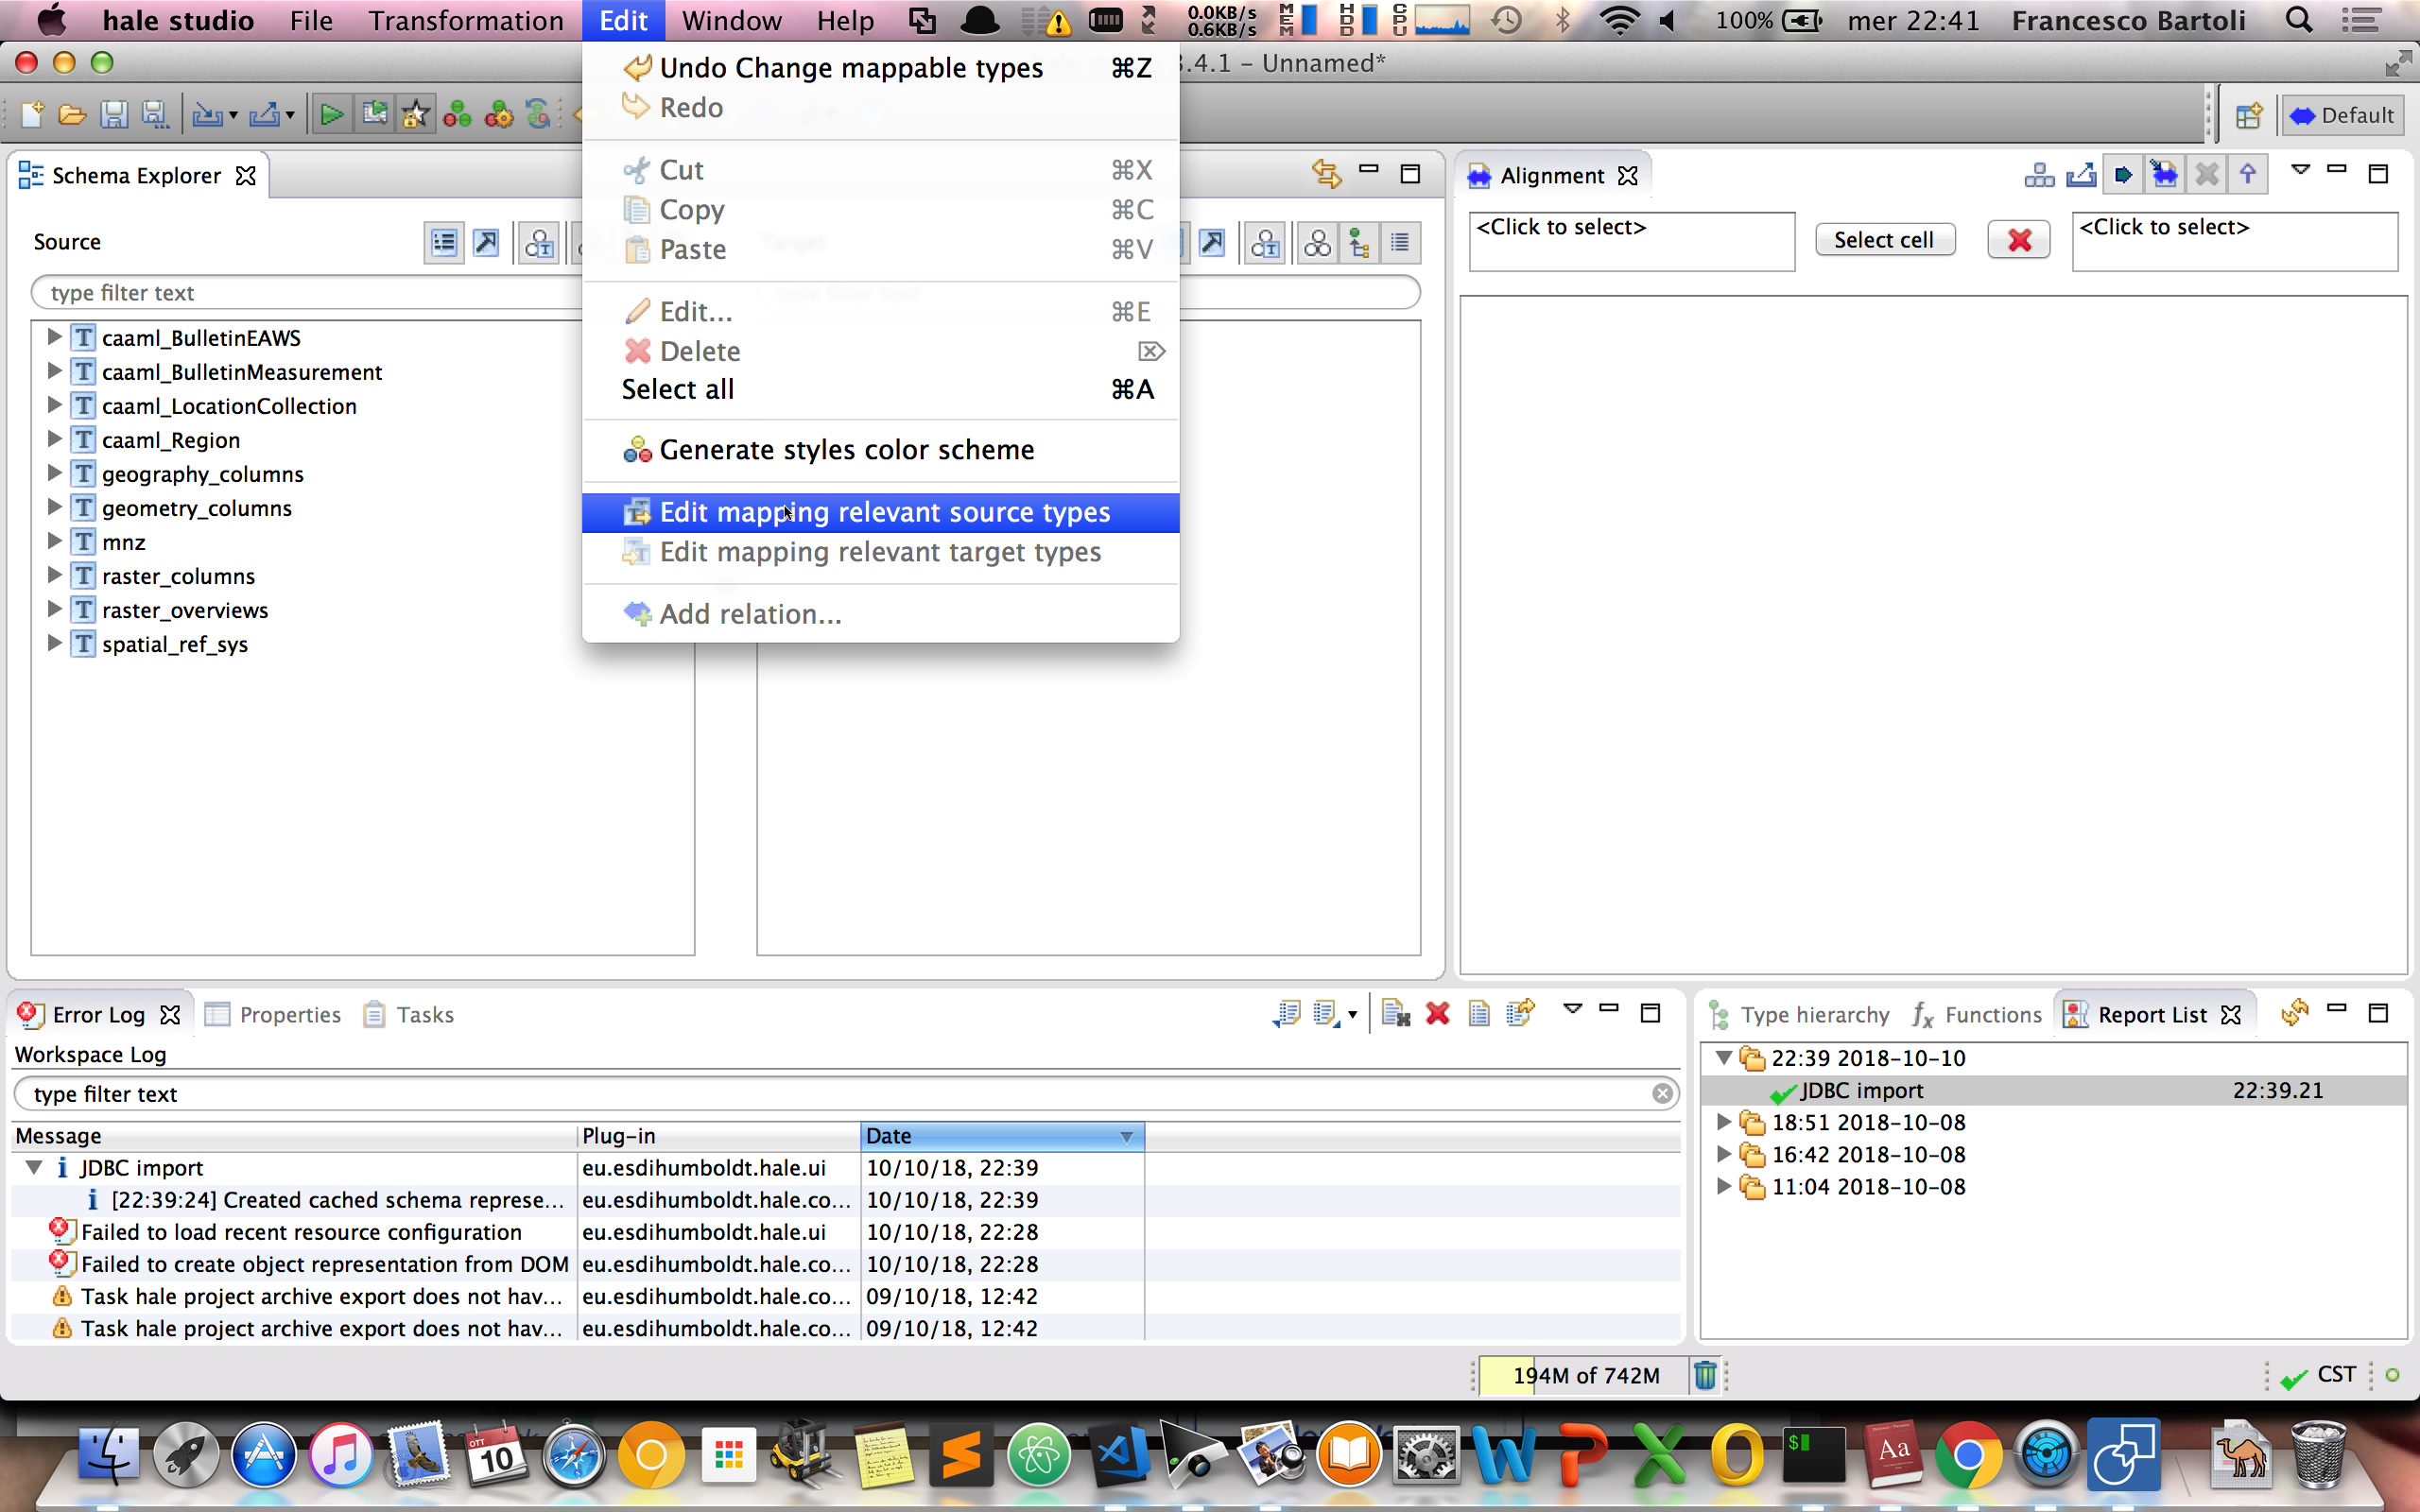 hale studio File Transformation Edit Window Help 0.0KB/s 0.6KB/s MEM HDD CPU 100% mer 22:41 Francesco Bartoli
.4.1 – Unnamed*
Default
Undo Change mappable types ⌘Z
Redo
Cut ⌘X
Copy ⌘C
Paste ⌘V
Edit... ⌘E
Delete
Select all ⌘A
Generate styles color scheme
Edit mapping relevant source types
Edit mapping relevant target types
Add relation...
Schema Explorer
Source
Target
type filter text
type filter text
T caaml_BulletinEAWS
T caaml_BulletinMeasurement
T caaml_LocationCollection
T caaml_Region
T geography_columns
T geometry_columns
T mnz
T raster_columns
T raster_overviews
T spatial_ref_sys
Alignment
<Click to select> Select cell <Click to select>
Error Log Properties Tasks
Workspace Log
type filter text
Message Plug-in Date
JDBC import eu.esdihumboldt.hale.ui 10/10/18, 22:39
[22:39:24] Created cached schema represe... eu.esdihumboldt.hale.co... 10/10/18, 22:39
Failed to load recent resource configuration eu.esdihumboldt.hale.ui 10/10/18, 22:28
Failed to create object representation from DOM eu.esdihumboldt.hale.co... 10/10/18, 22:28
Task hale project archive export does not hav... eu.esdihumboldt.hale.co... 09/10/18, 12:42
Task hale project archive export does not hav... eu.esdihumboldt.hale.co... 09/10/18, 12:42
Type hierarchy Functions Report List
22:39 2018-10-10
JDBC import 22:39.21
18:51 2018-10-08
16:42 2018-10-08
11:04 2018-10-08
194M of 742M
CST
OTT
10
$
Aa